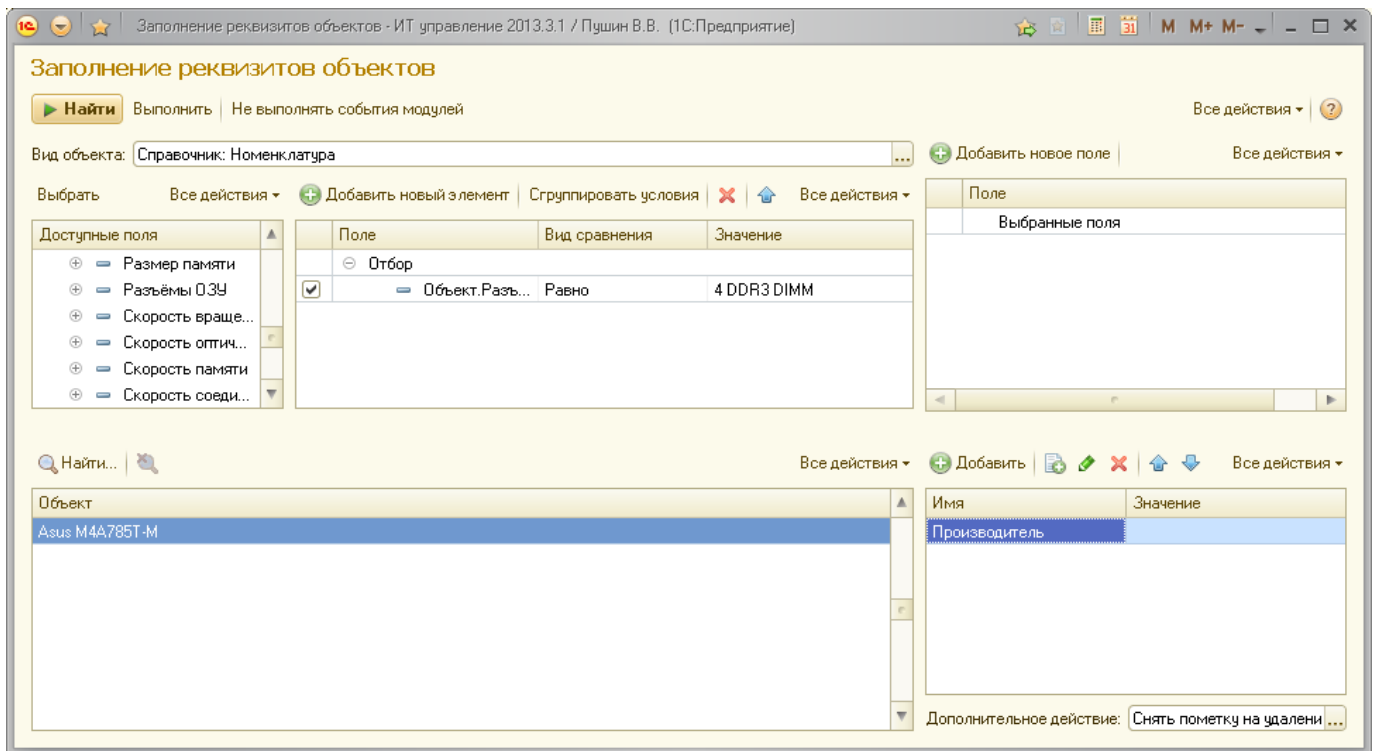 Заполнение реквизитов объектов - ИТ управление 2013.3.1 / Пушин В.В. (1С:Предприятие)
31 M M+ M-
Заполнение реквизитов объектов
Найти Выполнить Не выполнять события модулей Все действия ?
Вид объекта: Справочник: Номенклатура ... Добавить новое поле Все действия
Выбрать Все действия Добавить новый элемент Сгруппировать условия Все действия
Поле
Выбранные поля
Доступные поля Поле Вид сравнения Значение
Размер памяти Отбор
Разъёмы ОЗУ Объект.Разъ... Равно 4 DDR3 DIMM
Скорость враще...
Скорость оптич...
Скорость памяти
Скорость соеди...
Найти... Все действия Добавить Все действия
Объект Имя Значение
Asus M4A785T-M Производитель
Дополнительное действие: Снять пометку на удалени ...